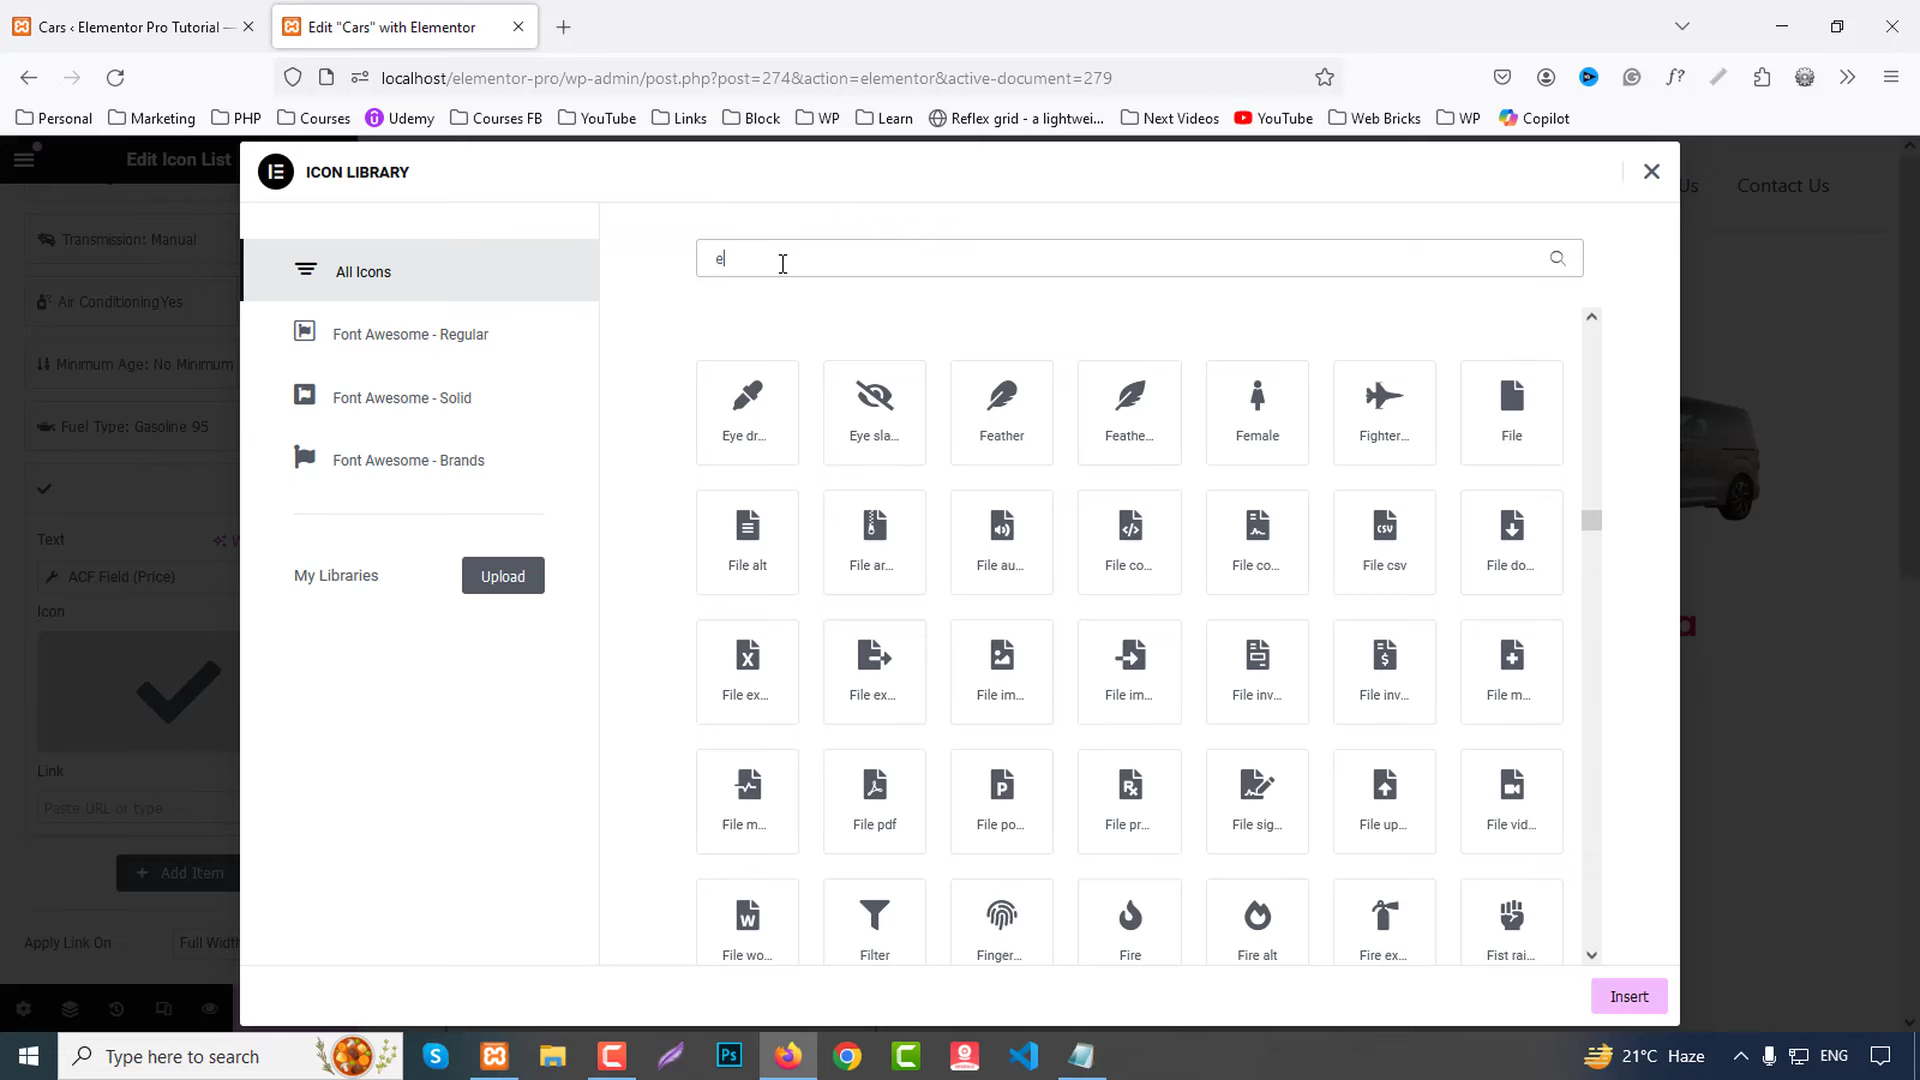 Cars ‹ Elementor Pro Tutorial —
Edit "Cars" with Elementor
localhost/elementor-pro/wp-admin/post.php?post=274&action=elementor&active-document=279
Personal
Marketing
PHP
Courses
Udemy
Courses FB
YouTube
Links
Block
WP
Learn
Reflex grid - a lightwei...
Next Videos
YouTube
Web Bricks
WP
Copilot
Edit Icon List
ICON LIBRARY
Us
Contact Us
Transmission: Manual
Air ConditioningYes
Minimum Age: No Minimum
Fuel Type: Gasoline 95
Text
ACF Field (Price)
Icon
Link
Paste URL or type
Add Item
Apply Link On
Full Width
All Icons
Font Awesome - Regular
Font Awesome - Solid
Font Awesome - Brands
My Libraries
Upload
e
Eye dr...
Eye sla...
Feather
Feathe...
Female
Fighter...
File
File alt
File ar...
File au...
File co...
File co...
File csv
File do...
File ex...
File ex...
File im...
File im...
File inv...
File inv...
File m...
File m...
File pdf
File po...
File pr...
File sig...
File up...
File vid...
File wo...
Filter
Finger...
Fire
Fire alt
Fire ex...
Fist rai...
Insert
Type here to search
21°C Haze
ENG